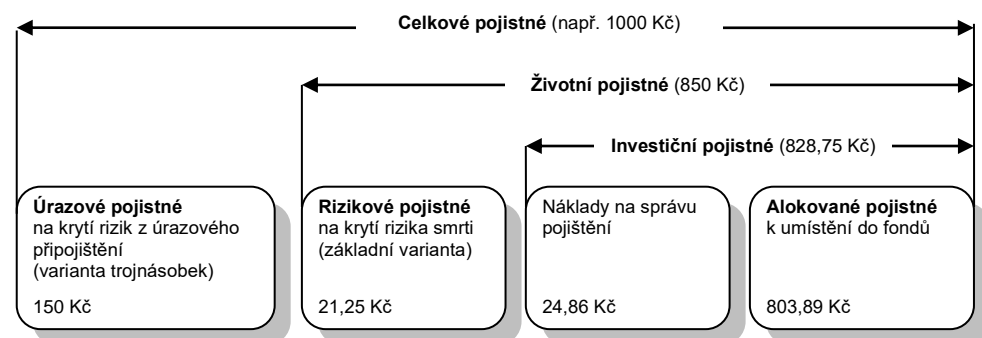 Celkové pojistné (např. 1000 Kč)
Životní pojistné (850 Kč)
Investiční pojistné (828,75 Kč)
Úrazové pojistné
na krytí rizik z úrazového
připojištění
(varianta trojnásobek)
150 Kč
Rizikové pojistné
na krytí rizika smrti
(základní varianta)
21,25 Kč
Náklady na správu
pojištění
24,86 Kč
Alokované pojistné
k umístění do fondů
803,89 Kč